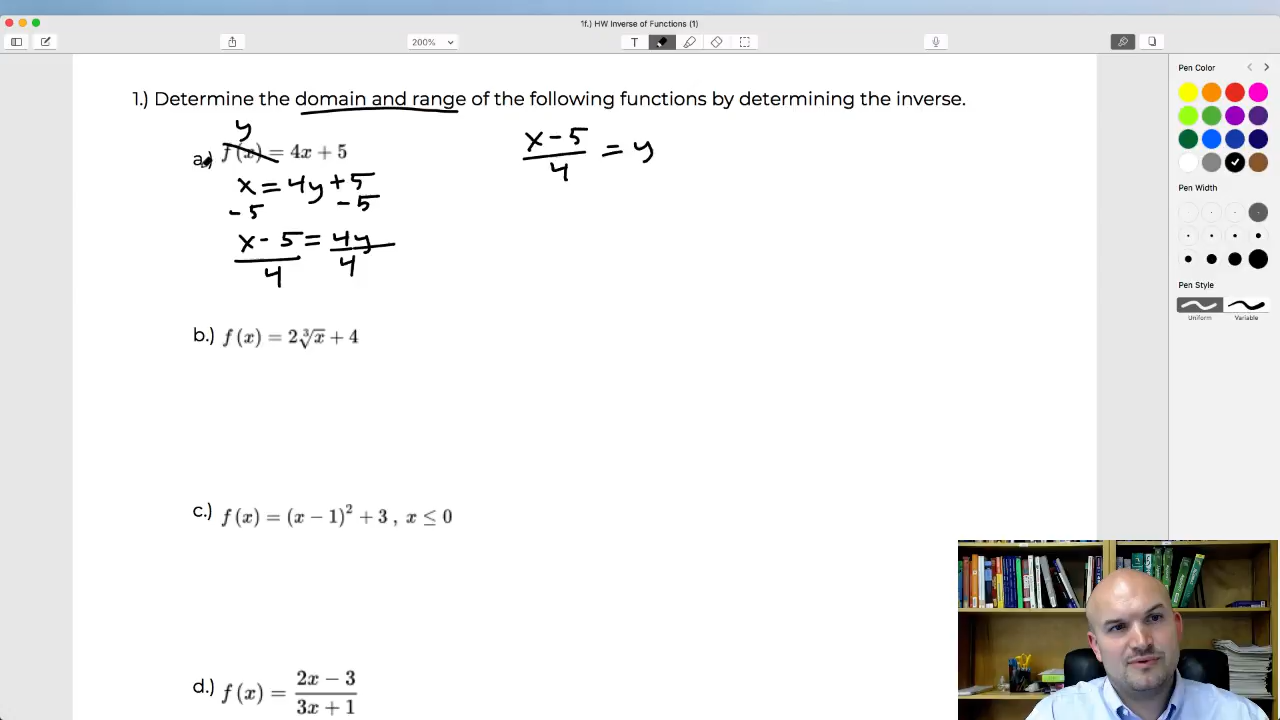 1f.) HW Inverse of Functions (1)
200%
Pen Color
1.) Determine the domain and range of the following functions by determining the inverse.
y
a.) f(x) = 4x + 5
x = 4y + 5
- 5 - 5
x - 5 = 4y
4 4
x - 5 = y
4
Pen Width
Pen Style
Uniform Variable
b.) f(x) = 2∛x + 4
c.) f(x) = (x − 1)² + 3 , x ≤ 0
d.) f(x) = 2x − 3
3x + 1